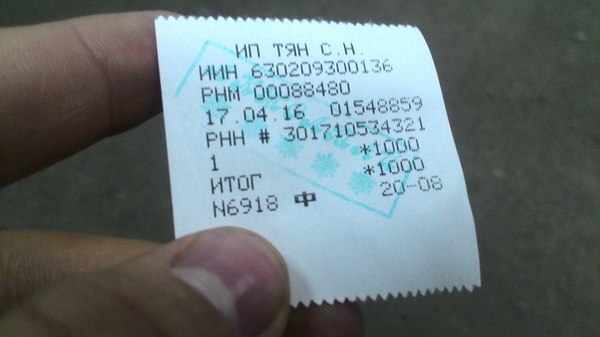 ИП ТЯН С.Н.
ИИН 630209300136
РНМ 00088480
17.04.16 01548859
РНН # 301710534321
1 *1000
ИТОГ *1000
N6918 Ф 20-08